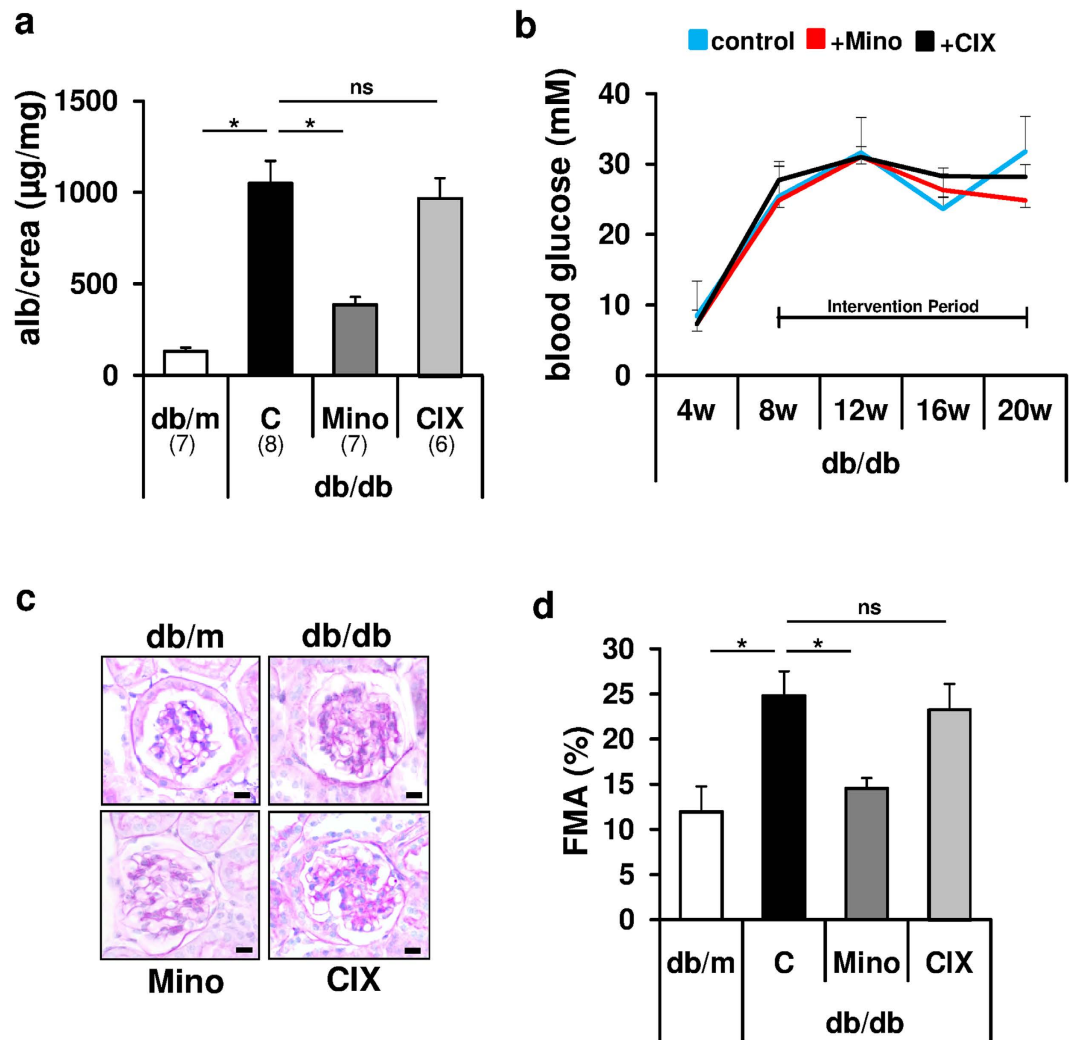 a
alb/crea (µg/mg)
1500
1000
500
0
*
*
ns
db/m
(7)
C
(8)
Mino
(7)
CIX
(6)
db/db
b
control +Mino +CIX
blood glucose (mM)
40
30
20
10
0
Intervention Period
4w 8w 12w 16w 20w
db/db
c
db/m db/db
Mino CIX
d
FMA (%)
30
25
20
15
10
5
0
*
*
ns
db/m C Mino CIX
db/db